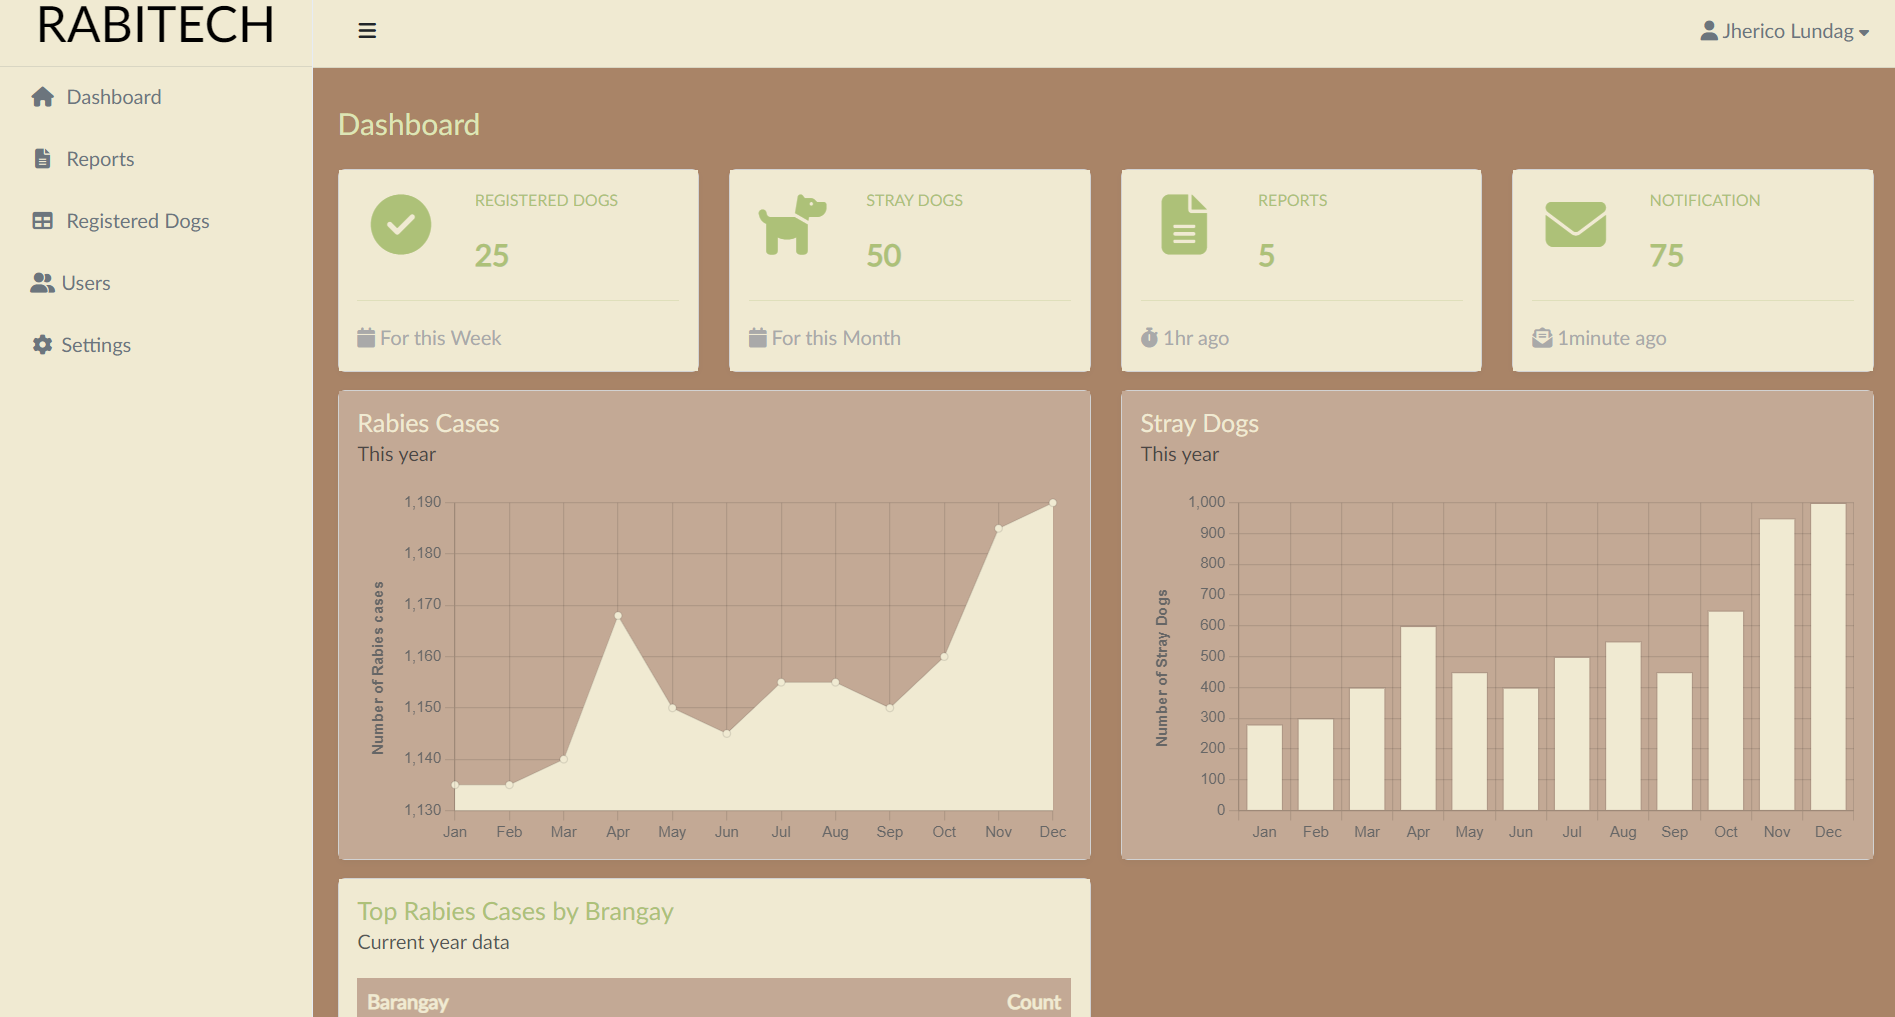 RABITECH
Jherico Lundag
Dashboard
Reports
Registered Dogs
Users
Settings
Dashboard
REGISTERED DOGS
25
For this Week
STRAY DOGS
50
For this Month
REPORTS
5
1hr ago
NOTIFICATION
75
1minute ago
Rabies Cases
This year
Number of Rabies cases
1,190
1,180
1,170
1,160
1,150
1,140
1,130
Jan Feb Mar Apr May Jun Jul Aug Sep Oct Nov Dec
Stray Dogs
This year
Number of Stray Dogs
1,000
900
800
700
600
500
400
300
200
100
0
Jan Feb Mar Apr May Jun Jul Aug Sep Oct Nov Dec
Top Rabies Cases by Brangay
Current year data
Barangay Count